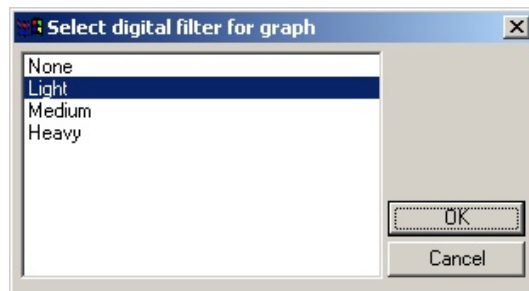 Select digital filter for graph
None
Light
Medium
Heavy
OK
Cancel